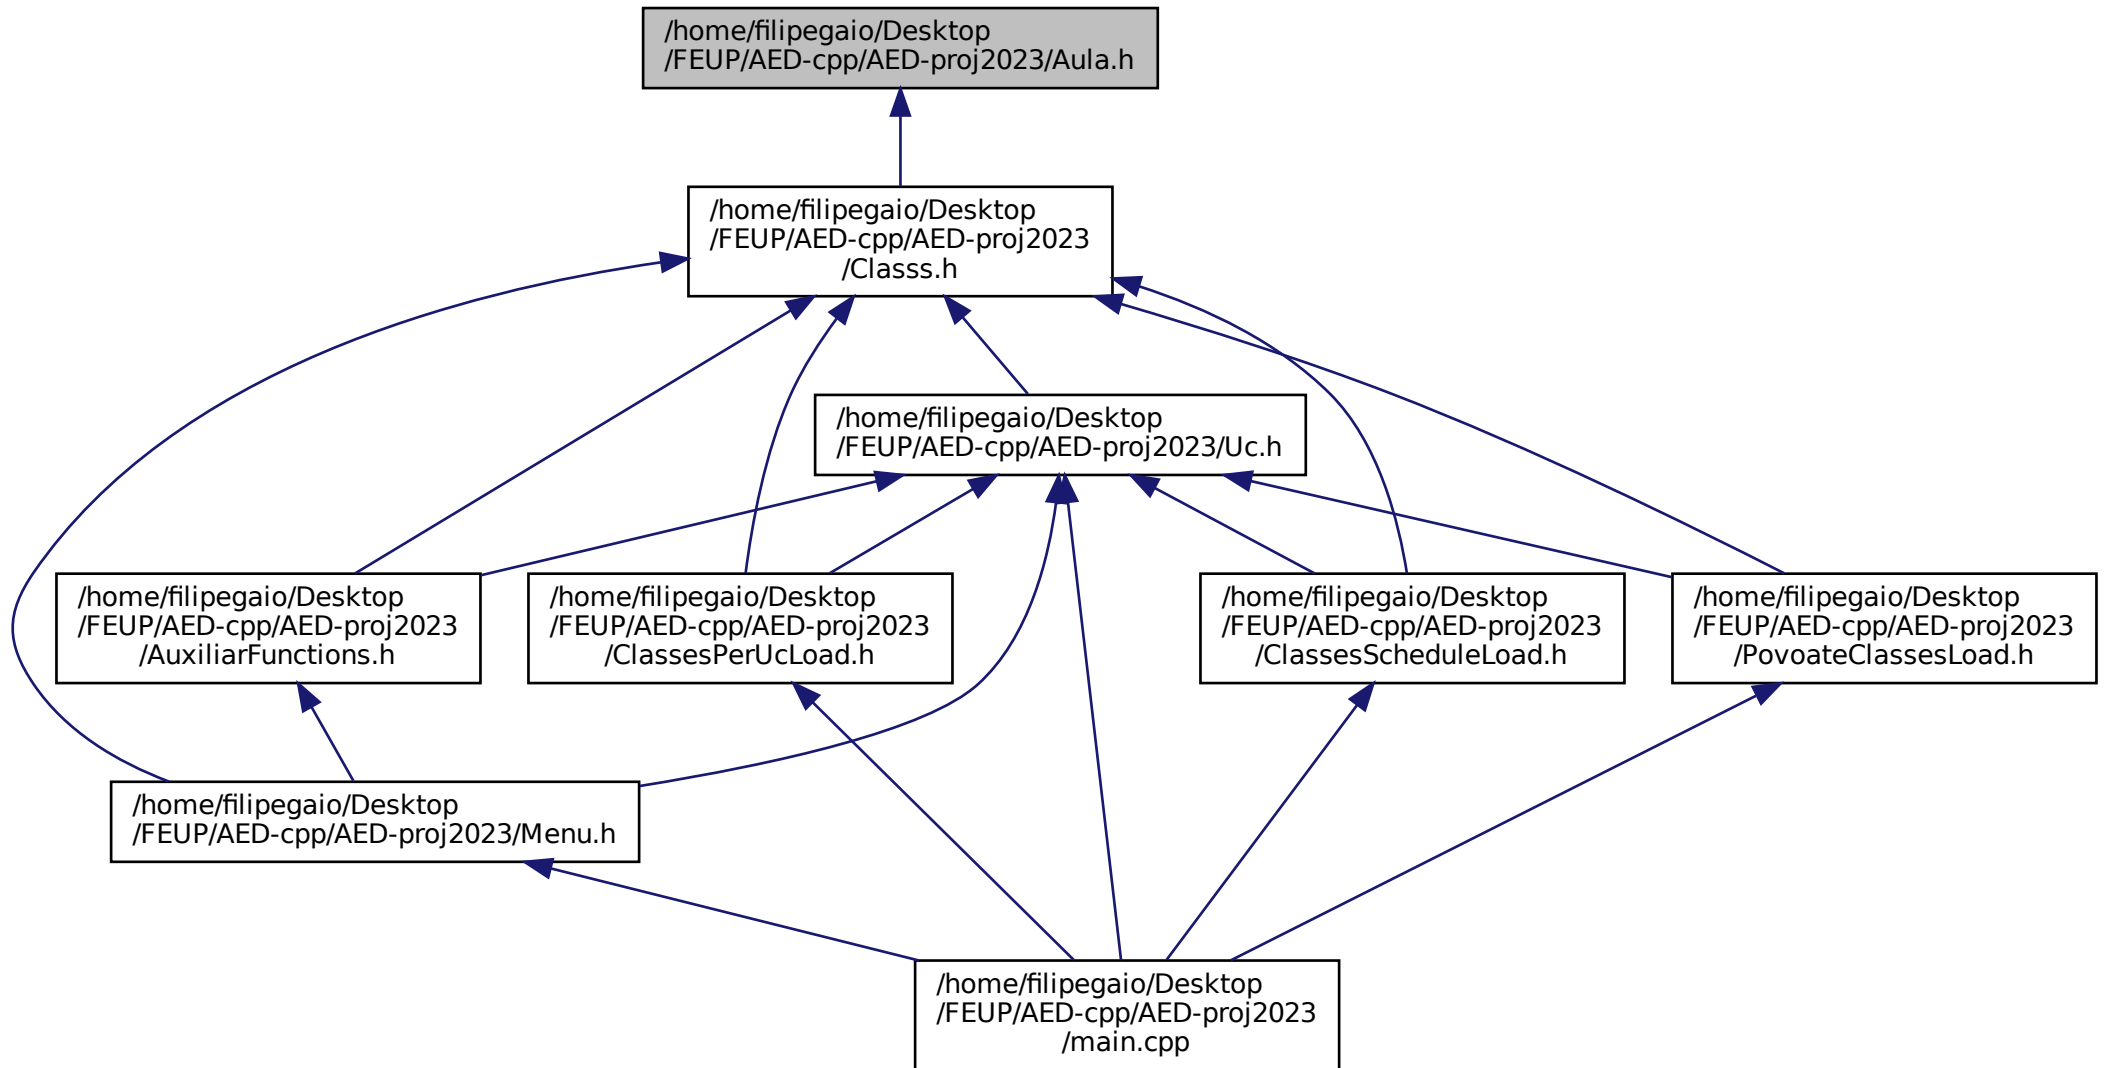 /home/filipegaio/Desktop
/FEUP/AED-cpp/AED-proj2023/Aula.h
/home/filipegaio/Desktop
/FEUP/AED-cpp/AED-proj2023
/Classs.h
/home/filipegaio/Desktop
/FEUP/AED-cpp/AED-proj2023/Uc.h
/home/filipegaio/Desktop
/FEUP/AED-cpp/AED-proj2023
/AuxiliarFunctions.h
/home/filipegaio/Desktop
/FEUP/AED-cpp/AED-proj2023
/ClassesPerUcLoad.h
/home/filipegaio/Desktop
/FEUP/AED-cpp/AED-proj2023
/ClassesScheduleLoad.h
/home/filipegaio/Desktop
/FEUP/AED-cpp/AED-proj2023
/PovoateClassesLoad.h
/home/filipegaio/Desktop
/FEUP/AED-cpp/AED-proj2023/Menu.h
/home/filipegaio/Desktop
/FEUP/AED-cpp/AED-proj2023
/main.cpp